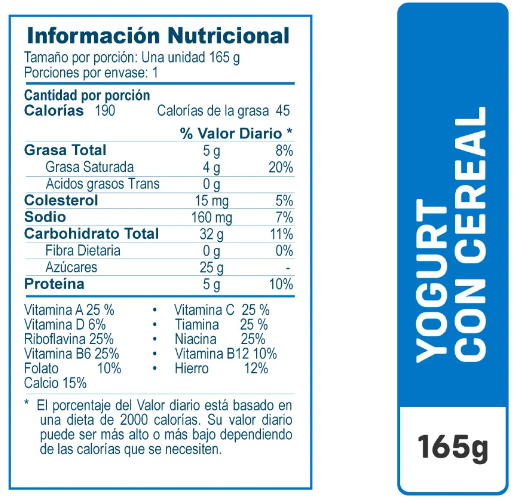 Información Nutricional
Tamaño por porción: Una unidad 165 g
Porciones por envase: 1
Cantidad por porción
Calorías 190 Calorías de la grasa 45
% Valor Diario *
Grasa Total 5 g 8%
Grasa Saturada 4 g 20%
Acidos grasos Trans 0 g
Colesterol 15 mg 5%
Sodio 160 mg 7%
Carbohidrato Total 32 g 11%
Fibra Dietaria 0 g 0%
Azúcares 25 g -
Proteína 5 g 10%
Vitamina A 25 % • Vitamina C 25 %
Vitamina D 6% • Tiamina 25 %
Riboflavina 25% • Niacina 25%
Vitamina B6 25% • Vitamina B12 10%
Folato 10% • Hierro 12%
Calcio 15%
* El porcentaje del Valor diario está basado en
una dieta de 2000 calorías. Su valor diario
puede ser más alto o más bajo dependiendo
de las calorías que se necesiten.
YOGURT
CON CEREAL
165g